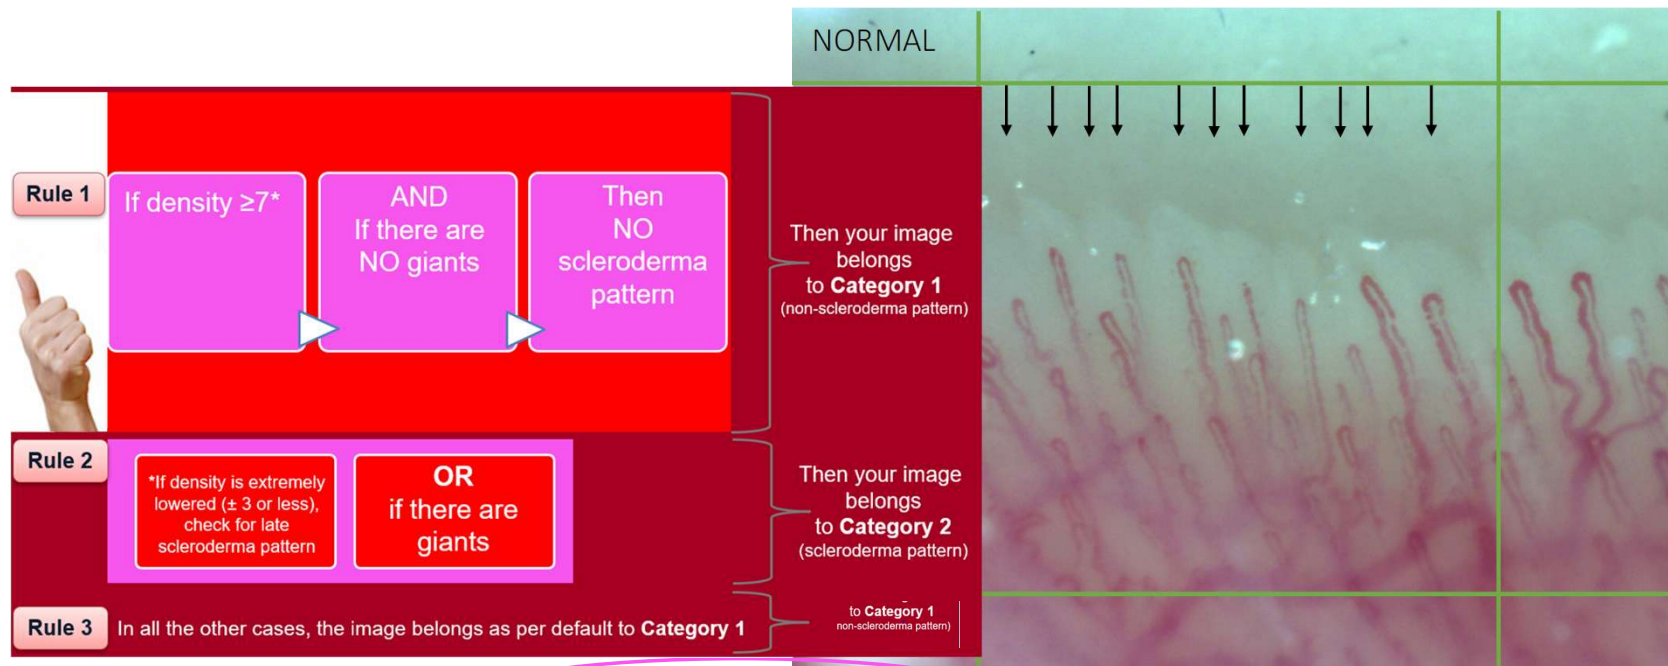 NORMAL
Rule 1
If density ≥7*
AND
If there are
NO giants
Then
NO
scleroderma
pattern
Then your image
belongs
to Category 1
(non-scleroderma pattern)
Rule 2
*If density is extremely
lowered (± 3 or less),
check for late
scleroderma pattern
OR
if there are
giants
Then your image
belongs
to Category 2
(scleroderma pattern)
Rule 3
In all the other cases, the image belongs as per default to Category 1
to Category 1
non-scleroderma pattern)